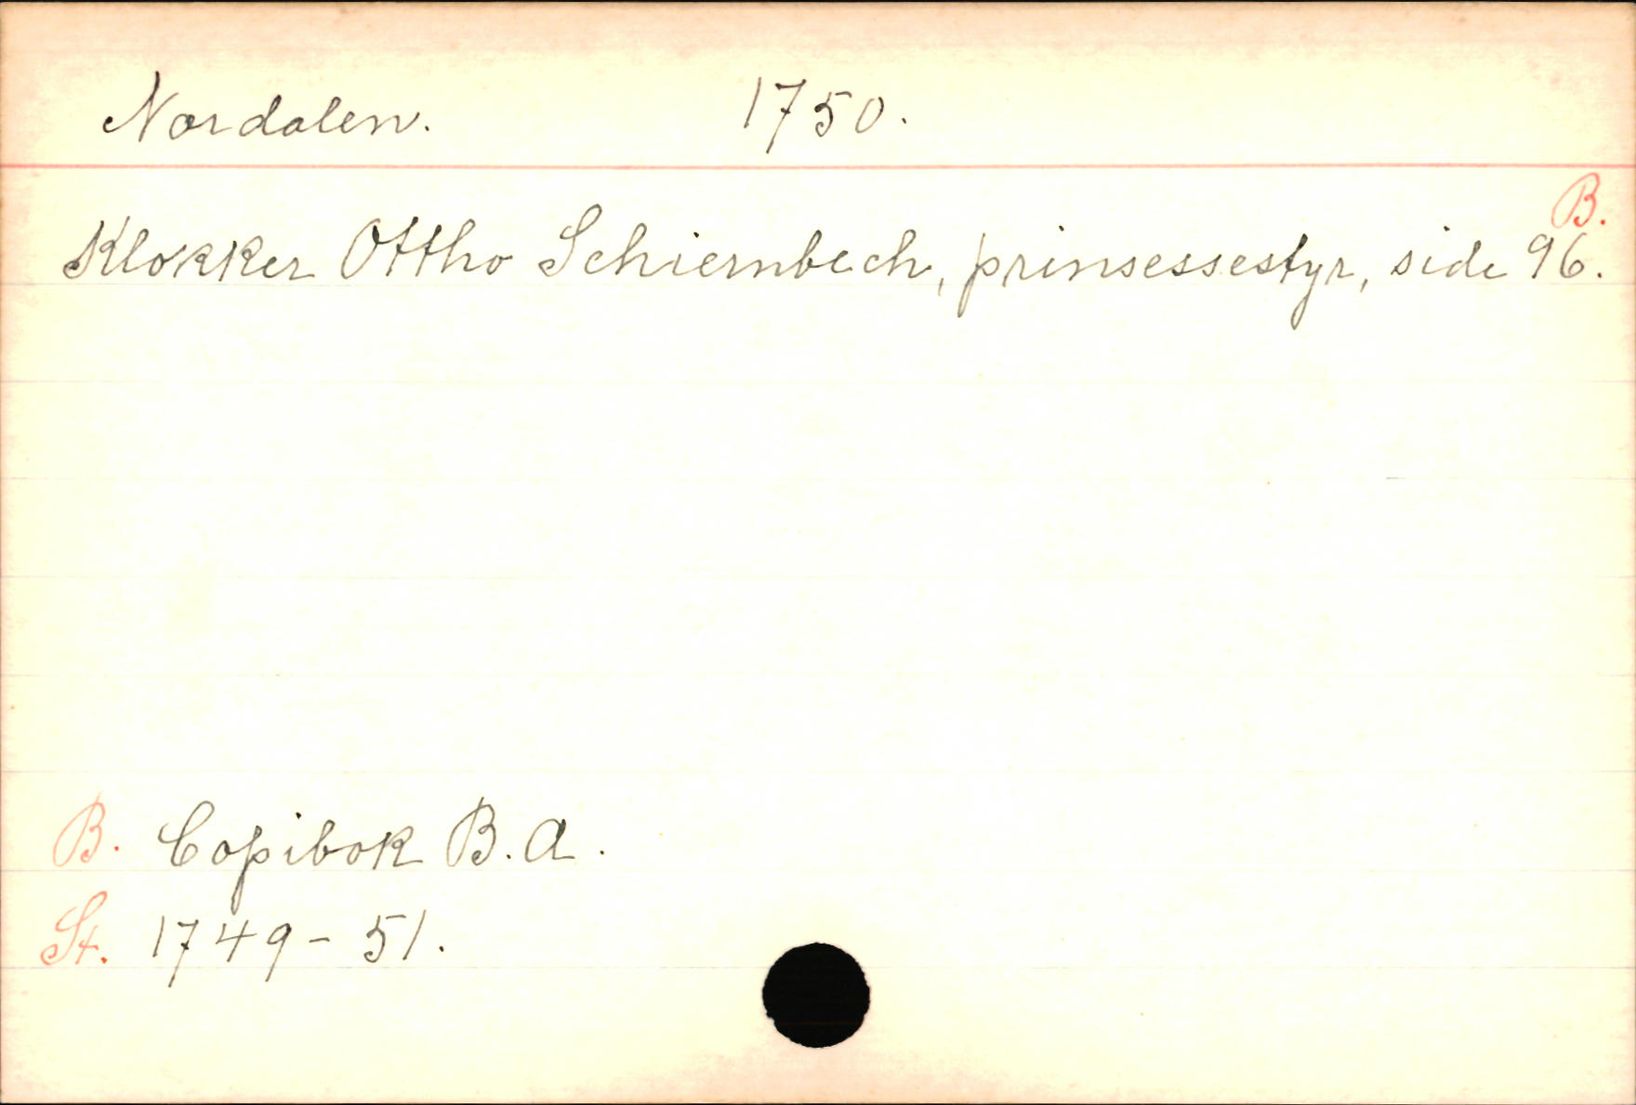 Nordalen. 1750.
B.
Klokker Ottho Schiernbech, prinsessestyr, side 96.
B. Copibok B. A.
St. 1749-51.